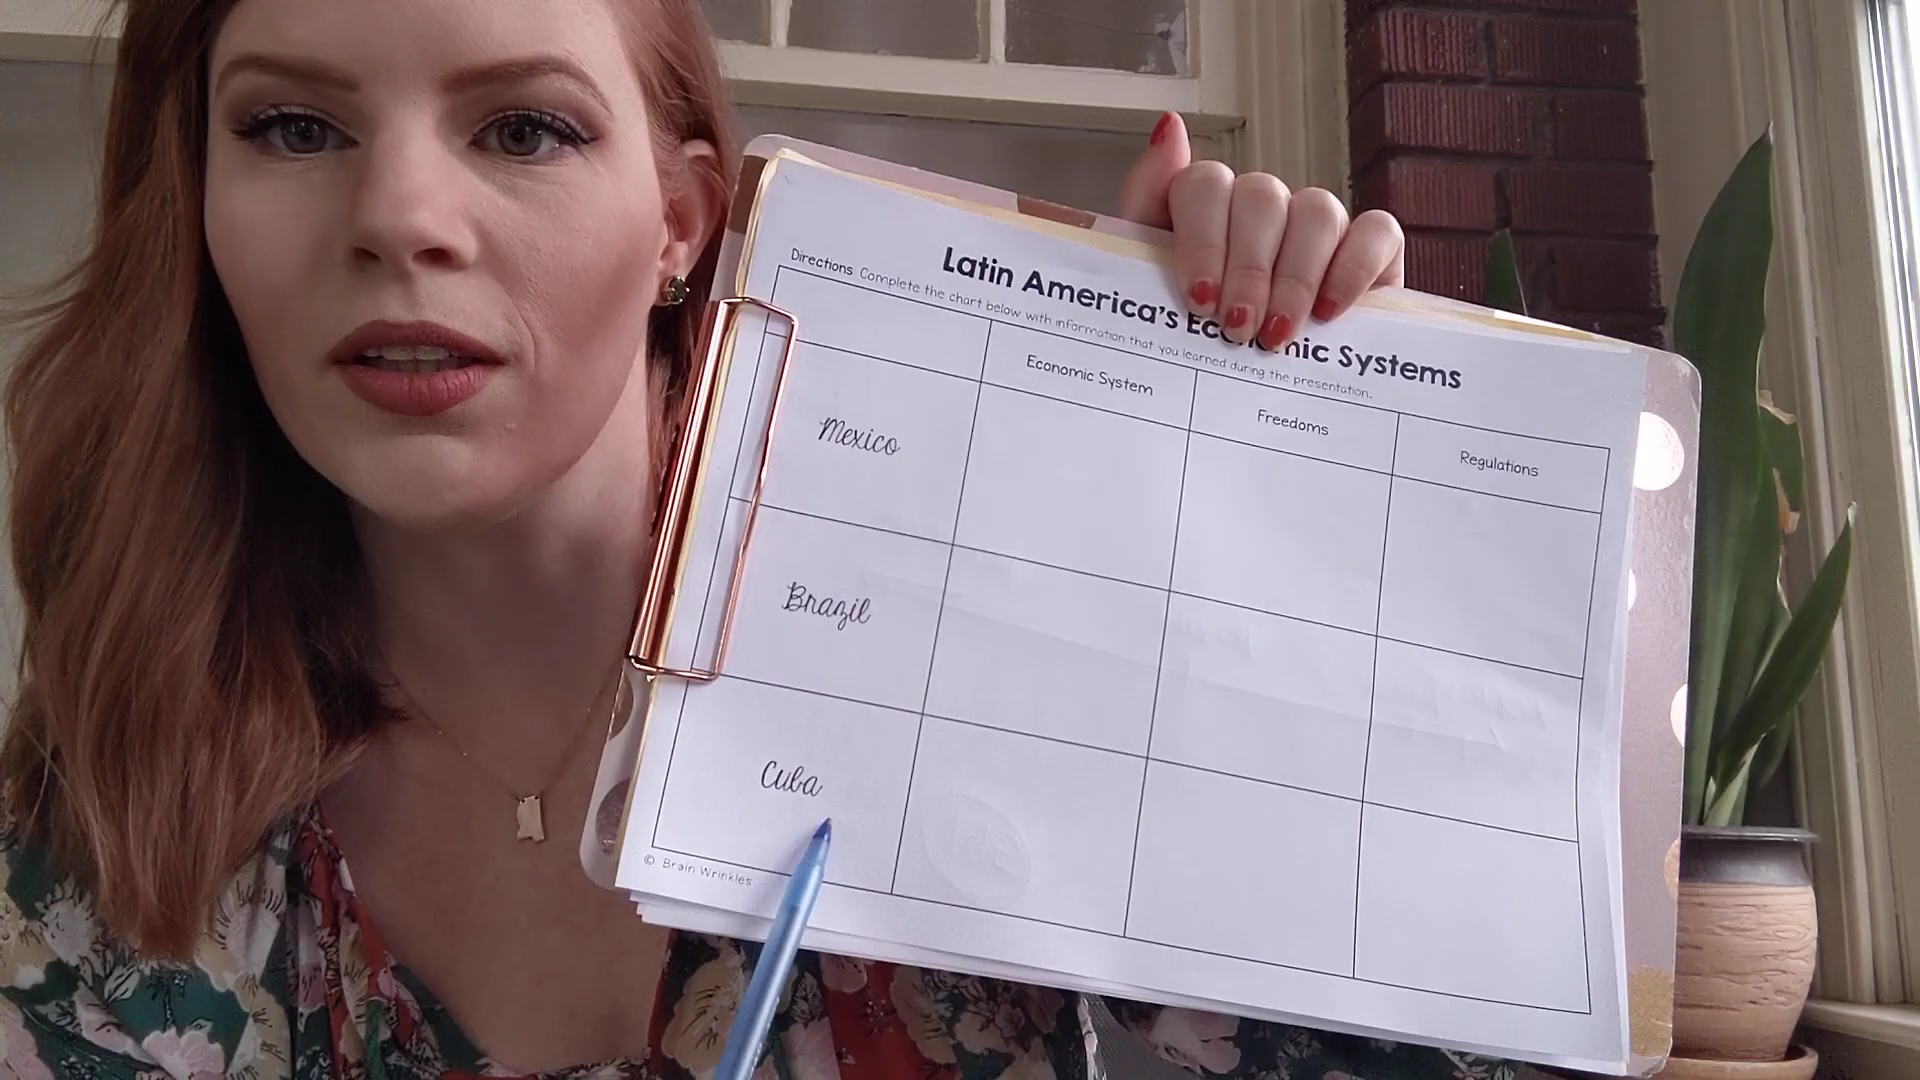 Latin America's Economic Systems
Directions Complete the chart below with information that you learned during the presentation.
Economic System
Freedoms
Regulations
Mexico
Brazil
Cuba
© Brain Wrinkles